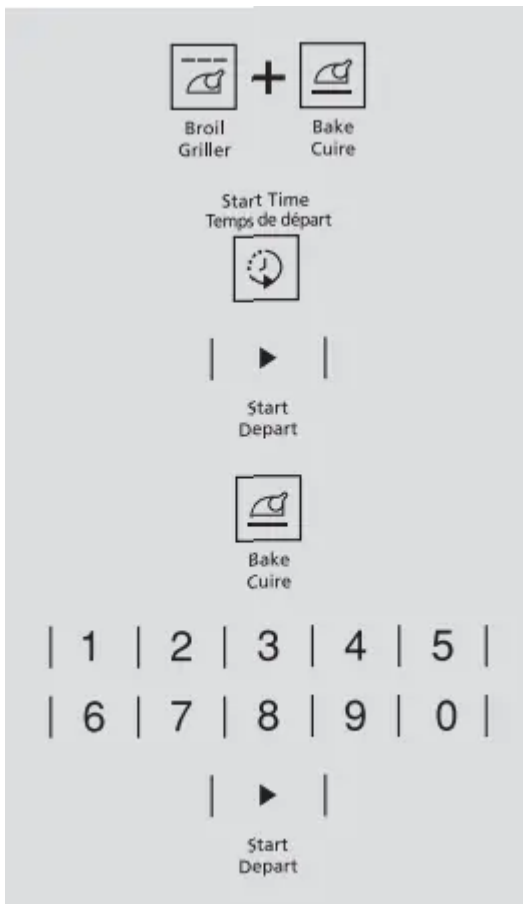 +
Broil Bake
Griller Cuire
Start Time
Temps de départ
Start
Depart
Bake
Cuire
| 1 | 2 | 3 | 4 | 5 |
| 6 | 7 | 8 | 9 | 0 |
Start
Depart